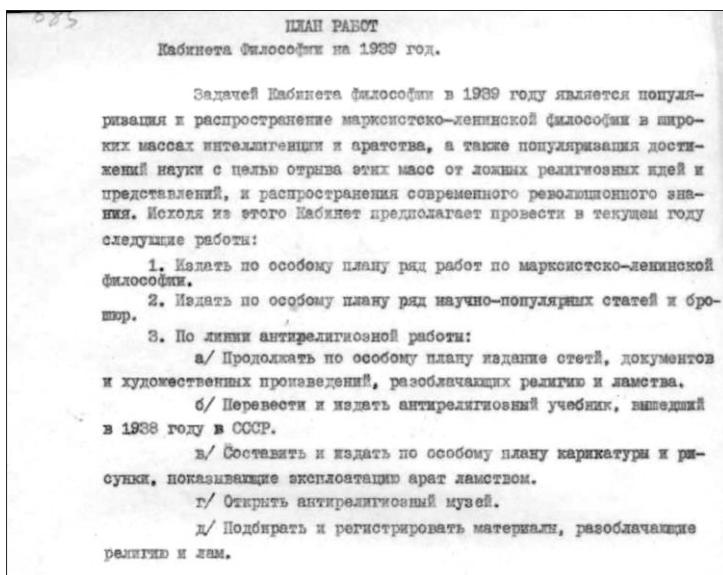 085
ПЛАН РАБОТ
Кабинета Философии на 1939 год.
Задачей Кабинета философии в 1939 году является популя-
ризация и распространение марксистско-ленинской философии в широ-
ких массах интеллигенции и аратства, а также популяризация дости-
жений науки с целью отрыва этих масс от ложных религиозных идей и
представлений, и распространения современного революционного зна-
ния. Исходя из этого Кабинет предполагает провести в текущем году
следующие работы:
1. Издать по особому плану ряд работ по марксистско-ленинской
философии.
2. Издать по особому плану ряд научно-популярных статей и бро-
шюр.
3. По линии антирелигиозной работы:
а/ Продолжать по особому плану издание стетй, документов
и художественных произведений, разоблачающих религию и ламства.
б/ Перевести и издать антирелигиозный учебник, вышедший
в 1938 году в СССР.
в/ Составить и издать по особому плану карикатуры и ри-
сунки, показывающие эксплоатацию арат ламством.
г/ Открыть антирелигиозный музей.
д/ Подбирать и регистрировать материалы, разоблачающие
религию и лам.